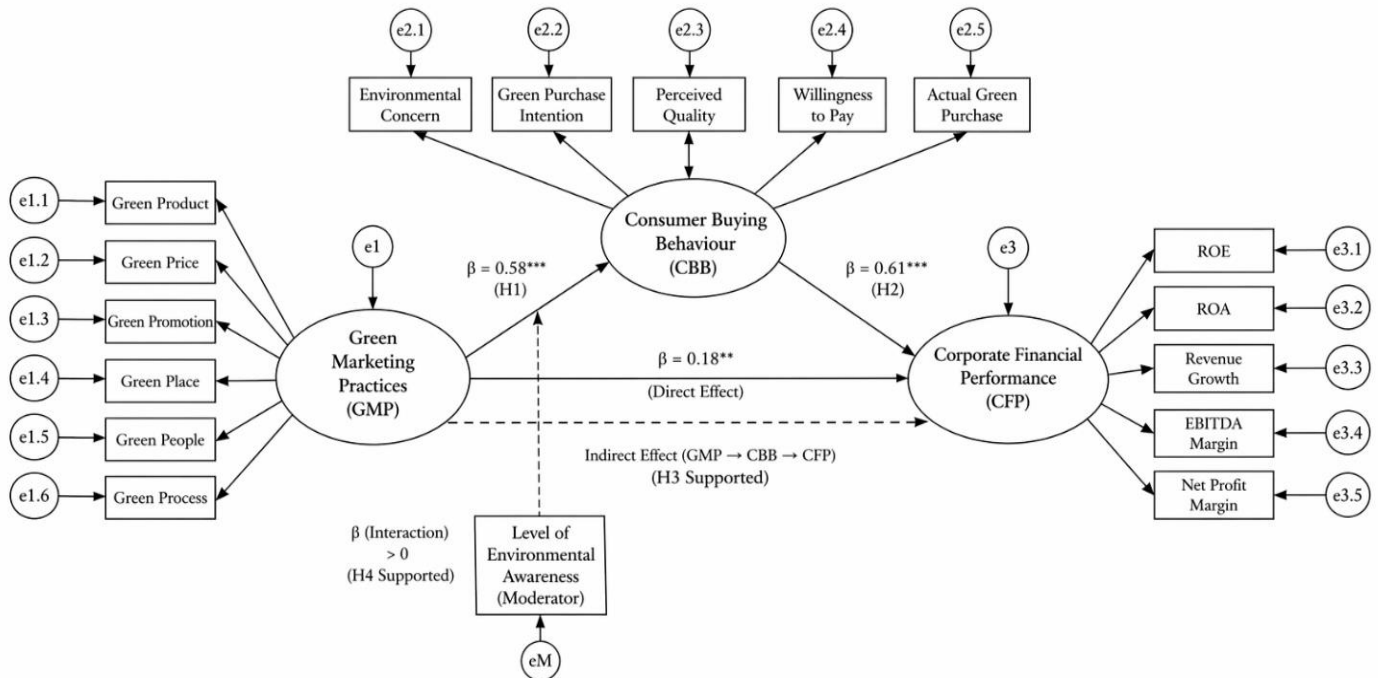 e2.1
e2.2
e2.3
e2.4
e2.5
Environmental
Concern
Green Purchase
Intention
Perceived
Quality
Willingness
to Pay
Actual Green
Purchase
e1.1
Green Product
e1.2
Green Price
e1.3
Green Promotion
e1.4
Green Place
e1.5
Green People
e1.6
Green Process
e1
Green
Marketing
Practices
(GMP)
β = 0.58***
(H1)
Consumer Buying
Behaviour
(CBB)
β = 0.61***
(H2)
β = 0.18**
(Direct Effect)
Indirect Effect (GMP → CBB → CFP)
(H3 Supported)
β (Interaction)
> 0
(H4 Supported)
Level of
Environmental
Awareness
(Moderator)
eM
e3
Corporate Financial
Performance
(CFP)
ROE
e3.1
ROA
e3.2
Revenue
Growth
e3.3
EBITDA
Margin
e3.4
Net Profit
Margin
e3.5